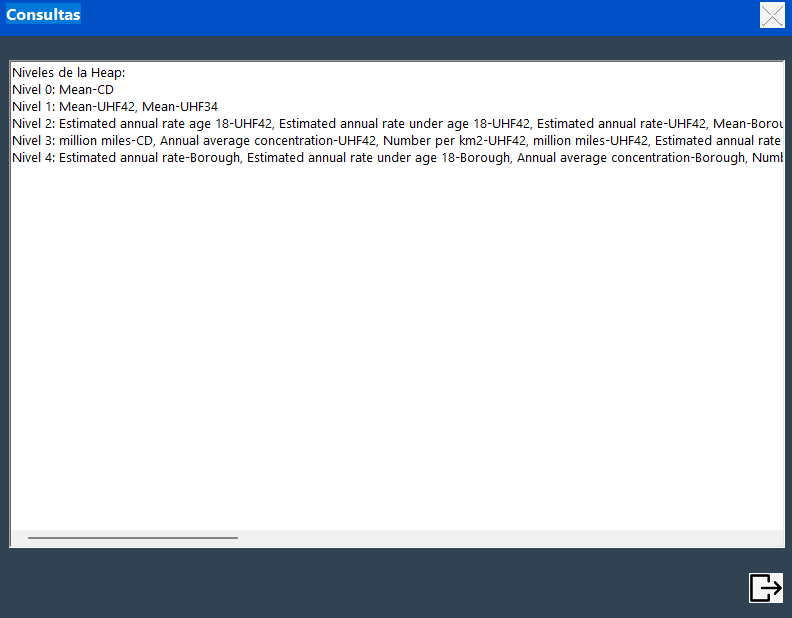 Consultas
Niveles de la Heap:
Nivel 0: Mean-CD
Nivel 1: Mean-UHF42, Mean-UHF34
Nivel 2: Estimated annual rate age 18-UHF42, Estimated annual rate under age 18-UHF42, Estimated annual rate-UHF42, Mean-Borou
Nivel 3: million miles-CD, Annual average concentration-UHF42, Number per km2-UHF42, million miles-UHF42, Estimated annual rate
Nivel 4: Estimated annual rate-Borough, Estimated annual rate under age 18-Borough, Annual average concentration-Borough, Numb